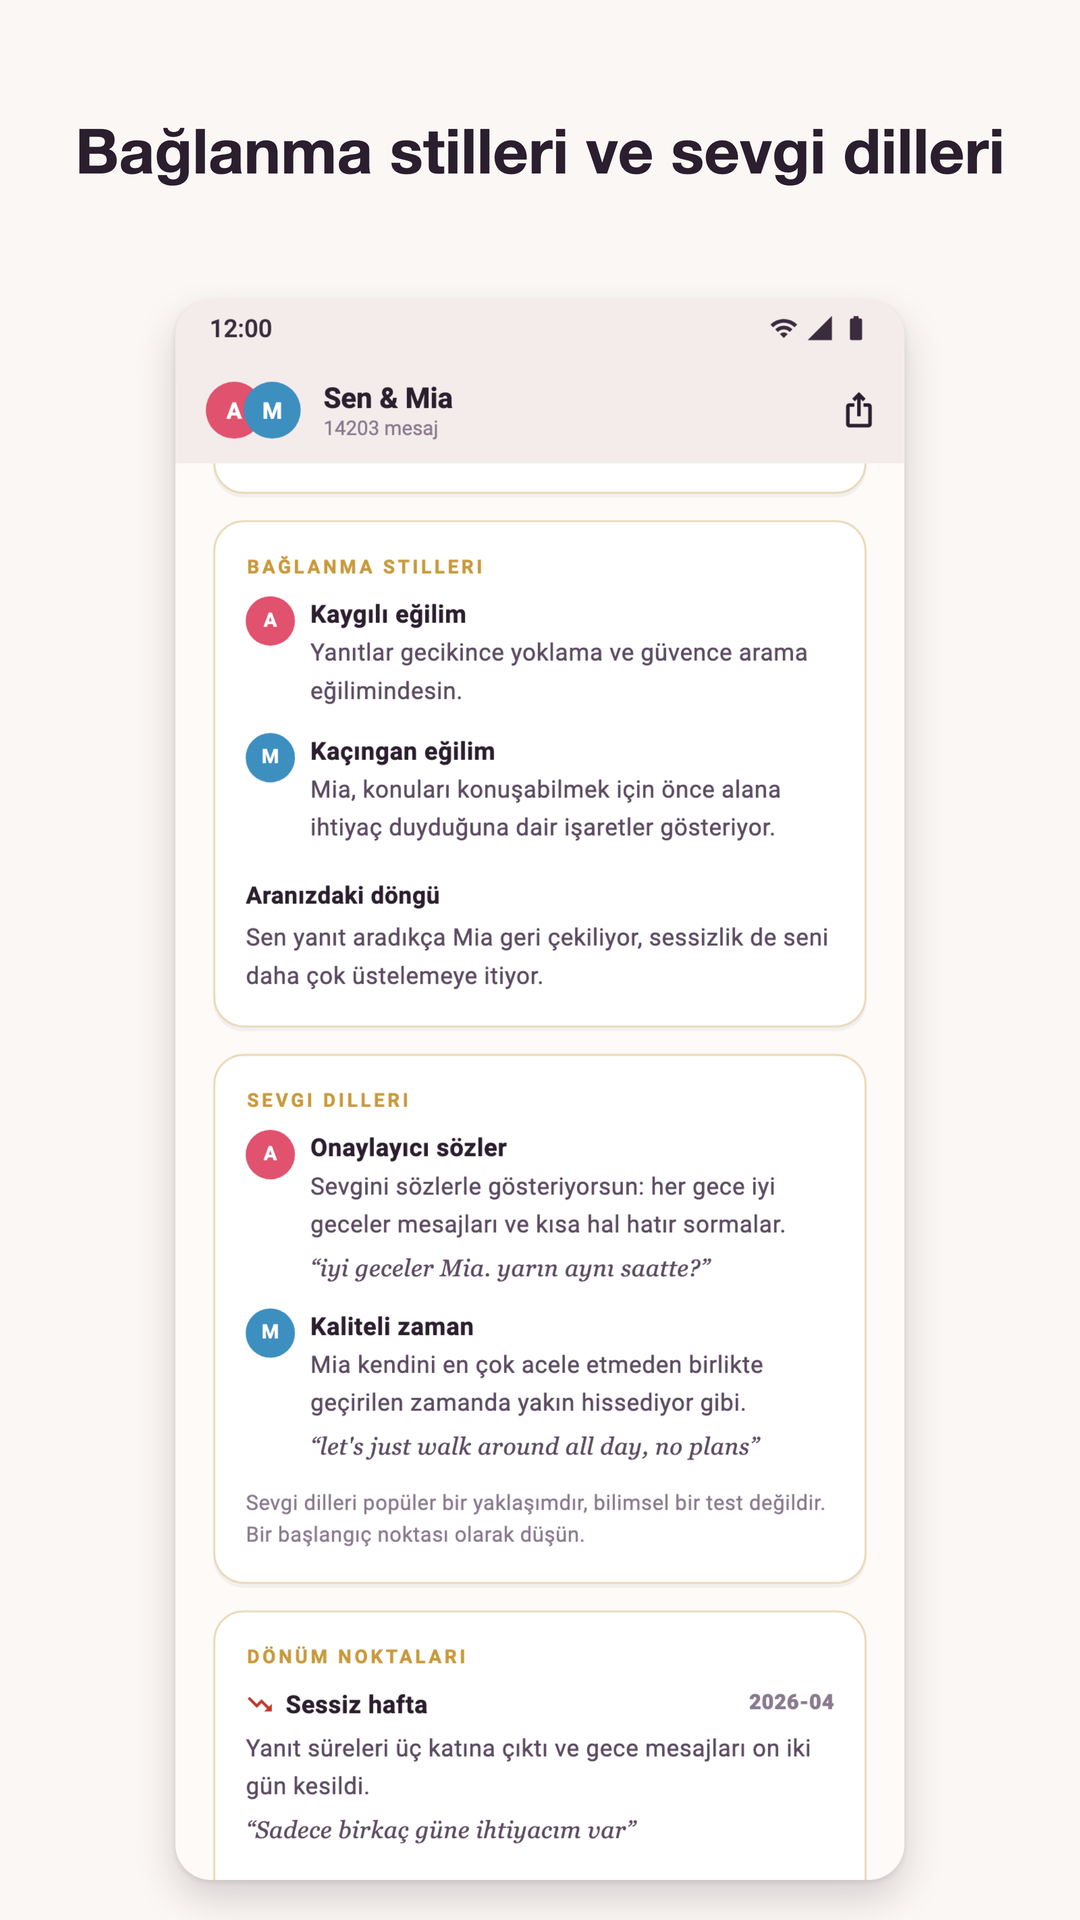 Bağlanma stilleri ve sevgi dilleri
12:00
A M
Sen & Mia
14203 mesaj
BAĞLANMA STILLERI
A
Kaygılı eğilim
Yanıtlar gecikince yoklama ve güvence arama
eğilimindesin.
M
Kaçıngan eğilim
Mia, konuları konuşabilmek için önce alana
ihtiyaç duyduğuna dair işaretler gösteriyor.
Aranızdaki döngü
Sen yanıt aradıkça Mia geri çekiliyor, sessizlik de seni
daha çok üstelemeye itiyor.
SEVGI DILLERI
A
Onaylayıcı sözler
Sevgini sözlerle gösteriyorsun: her gece iyi
geceler mesajları ve kısa hal hatır sormalar.
“iyi geceler Mia. yarın aynı saatte?”
M
Kaliteli zaman
Mia kendini en çok acele etmeden birlikte
geçirilen zamanda yakın hissediyor gibi.
“let's just walk around all day, no plans”
Sevgi dilleri popüler bir yaklaşımdır, bilimsel bir test değildir.
Bir başlangıç noktası olarak düşün.
DÖNÜM NOKTALARI
Sessiz hafta
2026-04
Yanıt süreleri üç katına çıktı ve gece mesajları on iki
gün kesildi.
“Sadece birkaç güne ihtiyacım var”